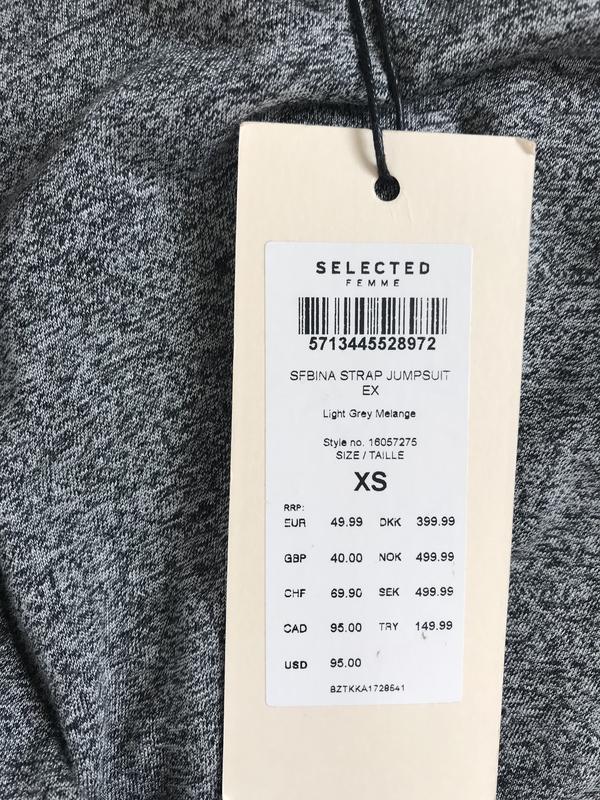 SELECTED
FEMME
5713445528972
SFBINA STRAP JUMPSUIT
EX
Light Grey Melange
Style no. 16057275
SIZE / TAILLE
XS
RRP:
EUR 49.99 DKK 399.99
GBP 40.00 NOK 499.99
CHF 69.90 SEK 499.99
CAD 95.00 TRY 149.99
USD 95.00
BZTKKA1728641